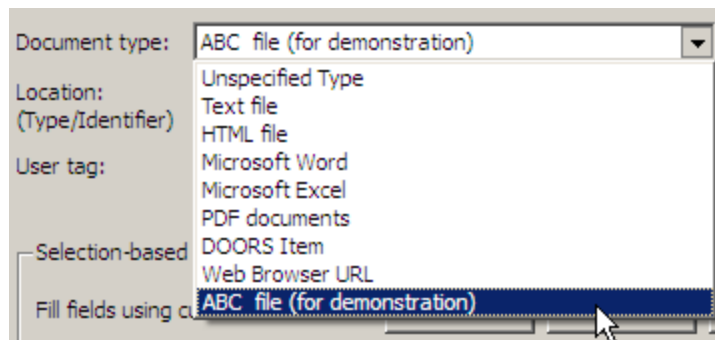 Document type: ABC  file (for demonstration)
Unspecified Type
Location:
Text file
(Type/Identifier)
HTML file
User tag:
Microsoft Word
Microsoft Excel
PDF documents
Selection-based
DOORS Item
Web Browser URL
Fill fields using
ABC  file (for demonstration)